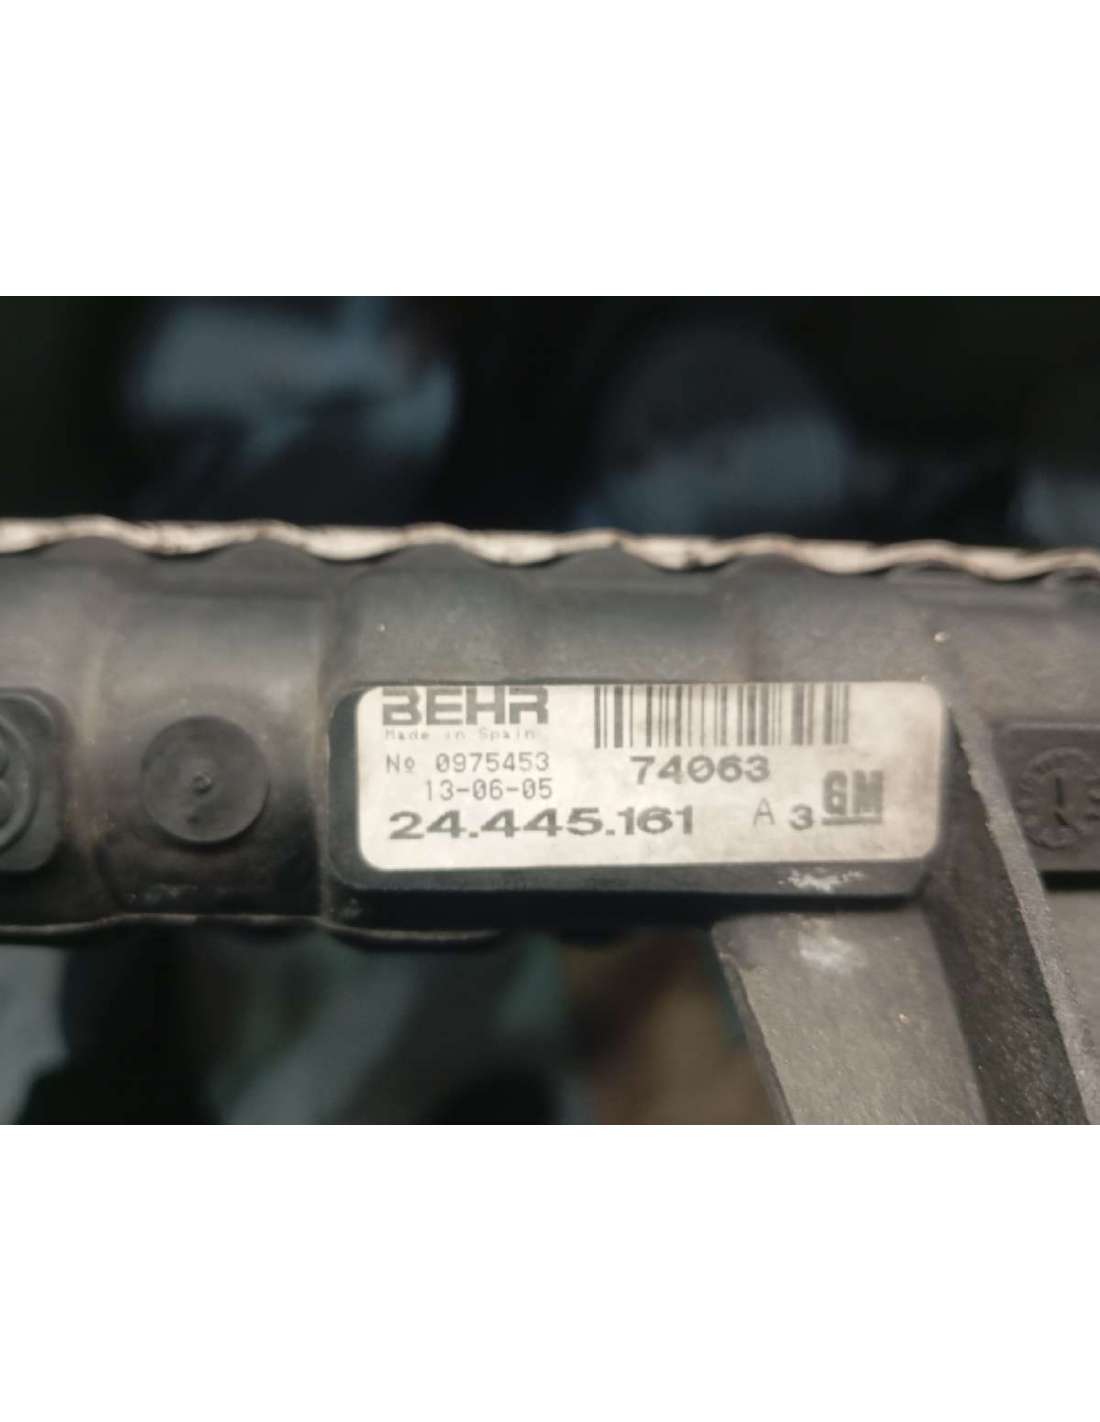 BEHR
Made in Spain
Nº 0975453
74063
13-06-05
24.445.161 A 3 GM